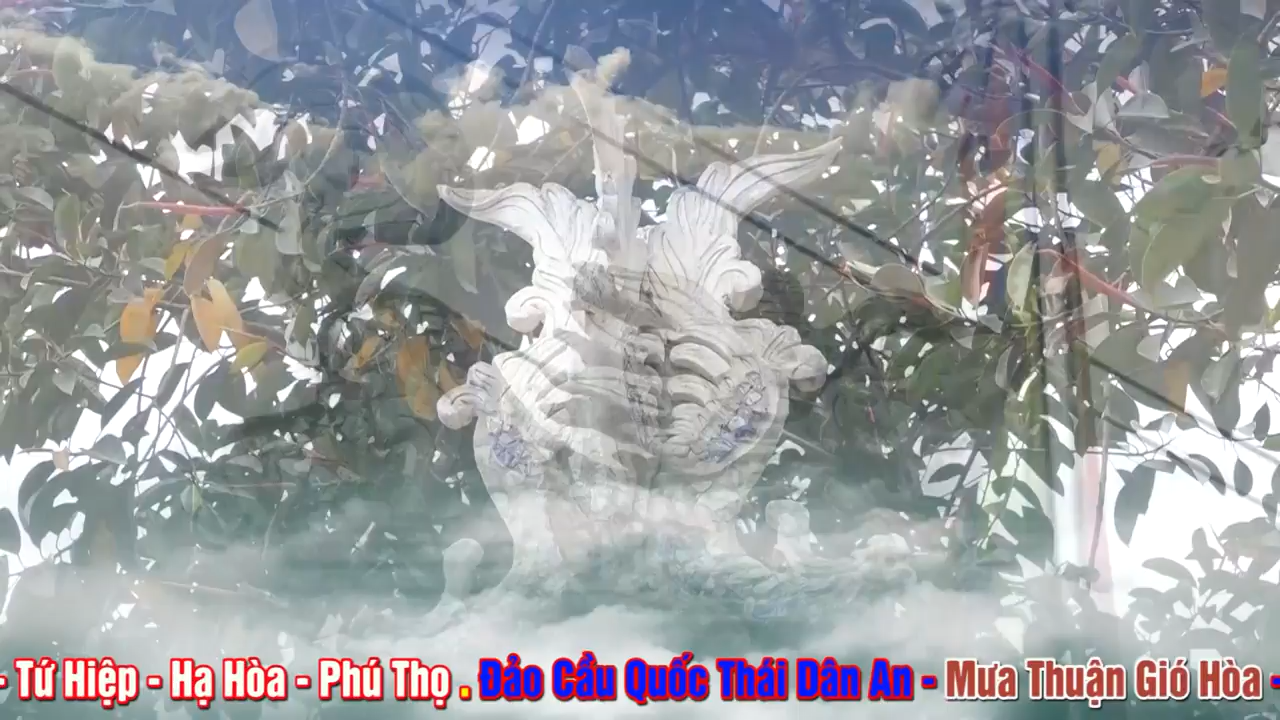 - Tứ Hiệp - Hạ Hòa - Phú Thọ . Đảo Cầu Quốc Thái Dân An - Mưa Thuận Gió Hòa -